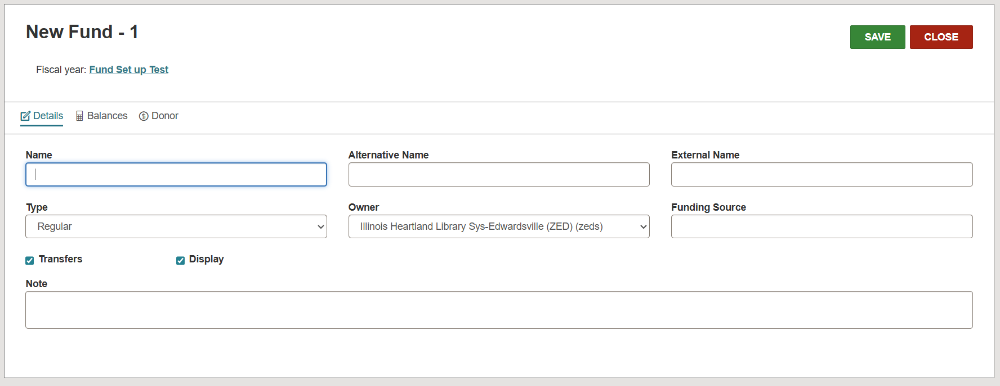 New Fund - 1
SAVE
CLOSE
Fiscal year: Fund Set up Test
Details
Balances
Donor
Name
Alternative Name
External Name
Type
Owner
Funding Source
Regular
Illinois Heartland Library Sys-Edwardsville (ZED) (zeds)
Transfers
Display
Note